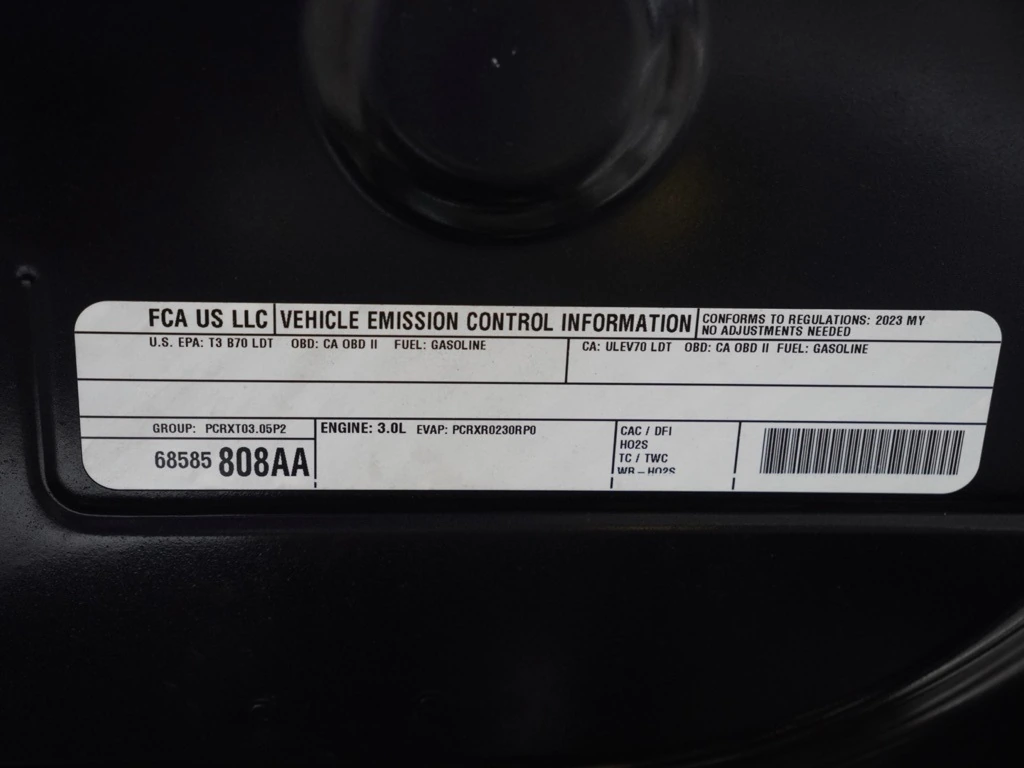 FCA US LLC VEHICLE EMISSION CONTROL INFORMATION CONFORMS TO REGULATIONS: 2023 MY
NO ADJUSTMENTS NEEDED
U.S. EPA: T3 B70 LDT OBD: CA OBD II FUEL: GASOLINE CA: ULEV70 LDT OBD: CA OBD II FUEL: GASOLINE
GROUP: PCRXT03.05P2 ENGINE: 3.0L EVAP: PCRXR0230RP0 CAC / DFI
HO2S
68585 808AA TC / TWC
WR – HO2S